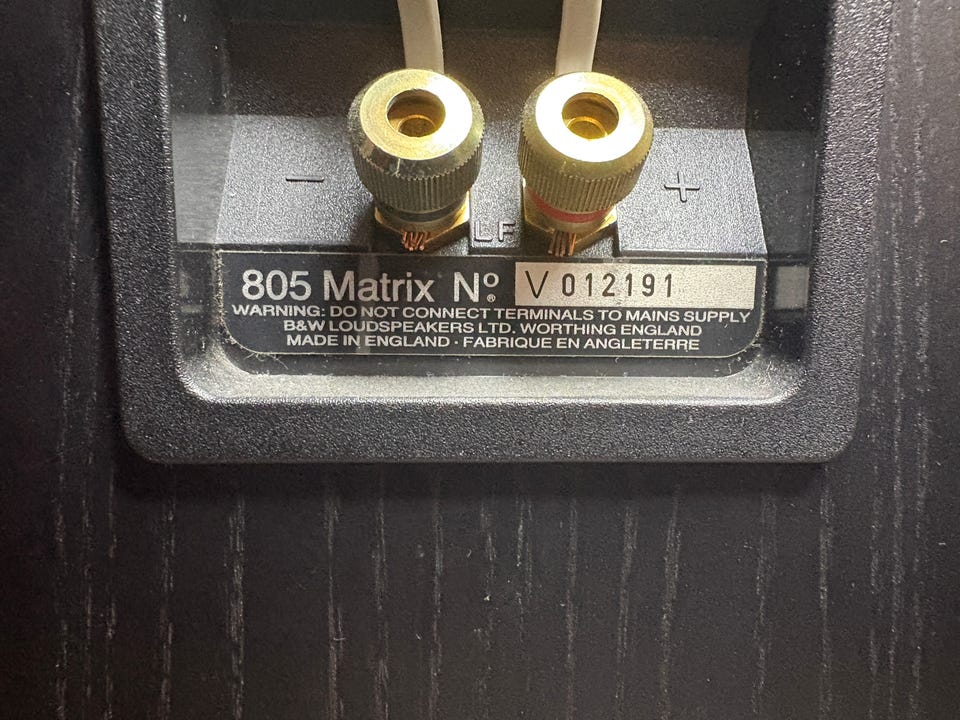 − +
LF
805 Matrix Nº ® V 012191
WARNING: DO NOT CONNECT TERMINALS TO MAINS SUPPLY
B&W LOUDSPEAKERS LTD. WORTHING ENGLAND
MADE IN ENGLAND · FABRIQUE EN ANGLETERRE